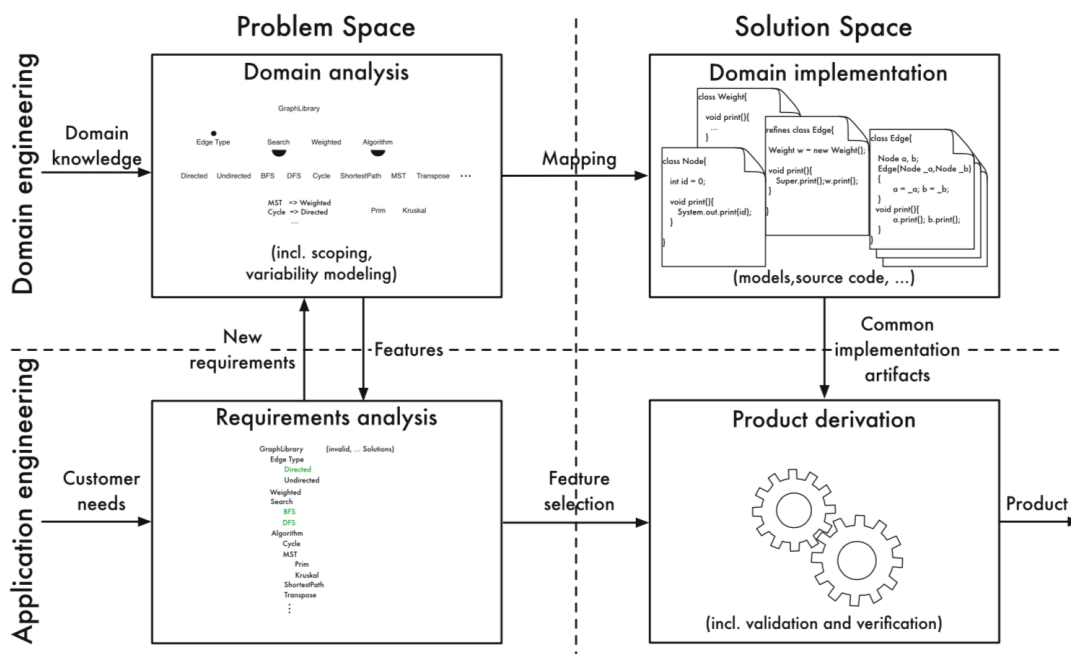 Problem Space
Solution Space
Domain engineering
Domain knowledge
Domain analysis
GraphLibrary
Edge Type Search Weighted Algorithm
Directed Undirected BFS DFS Cycle ShortestPath MST Transpose ...
MST => Weighted
Cycle => Directed
...
Prim Kruskal
(incl. scoping,
variability modeling)
Mapping
Domain implementation
class Weight{
void print(){
...
}
class Node{
int id = 0;
void print(){
System.out.print{id};
}
}
refines class Edge{
Weight w = new Weight();
void print(){
Super.print();w.print();
}
}
class Edge{
Node a, b;
Edge(Node _a,Node _b)
{
a = _a; b = _b;
}
void print(){
a.print(); b.print();
}
}
(models,source code, ...)
New
requirements
Features
Common
implementation
artifacts
Application engineering
Customer
needs
Requirements analysis
GraphLibrary (invalid, ... Solutions)
Edge Type
Directed
Undirected
Weighted
Search
BFS
DFS
Algorithm
Cycle
MST
Prim
Kruskal
ShortestPath
Transpose
⋮
Feature
selection
Product derivation
(incl. validation and verification)
Product